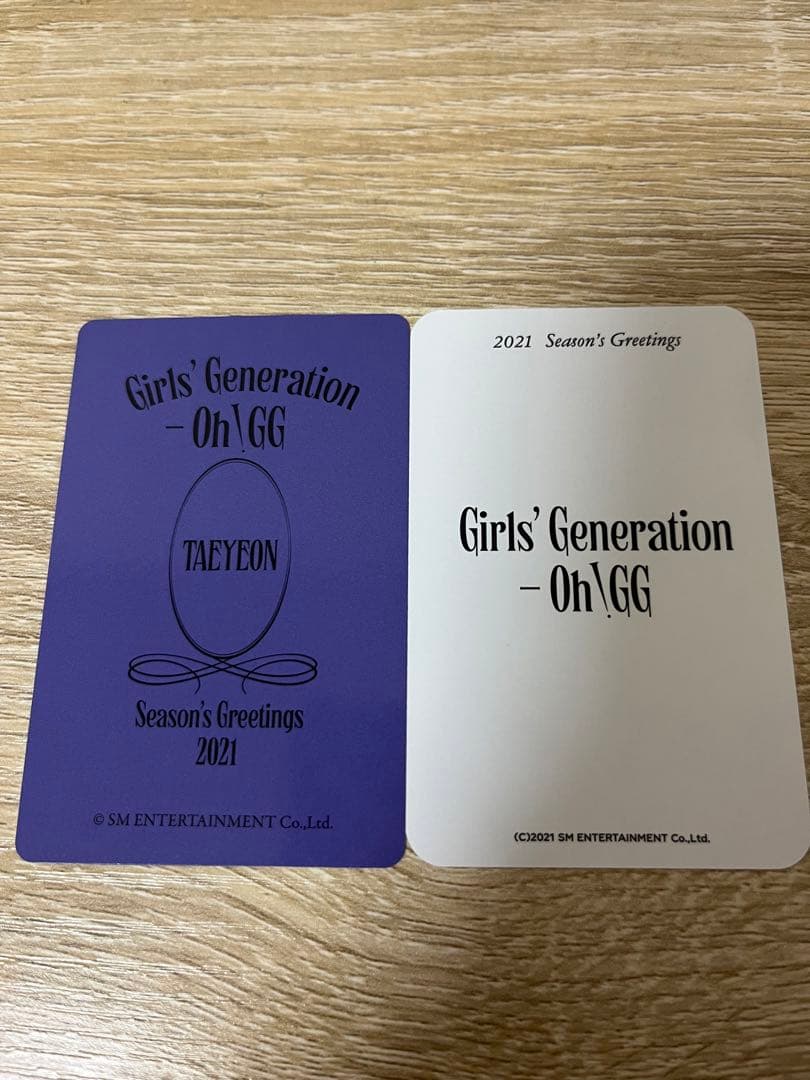 Girls' Generation
– Oh!GG
TAEYEON
Season's Greetings
2021
© SM ENTERTAINMENT Co.,Ltd.
2021 Season's Greetings
Girls' Generation
– Oh!GG
(C)2021 SM ENTERTAINMENT Co.,Ltd.